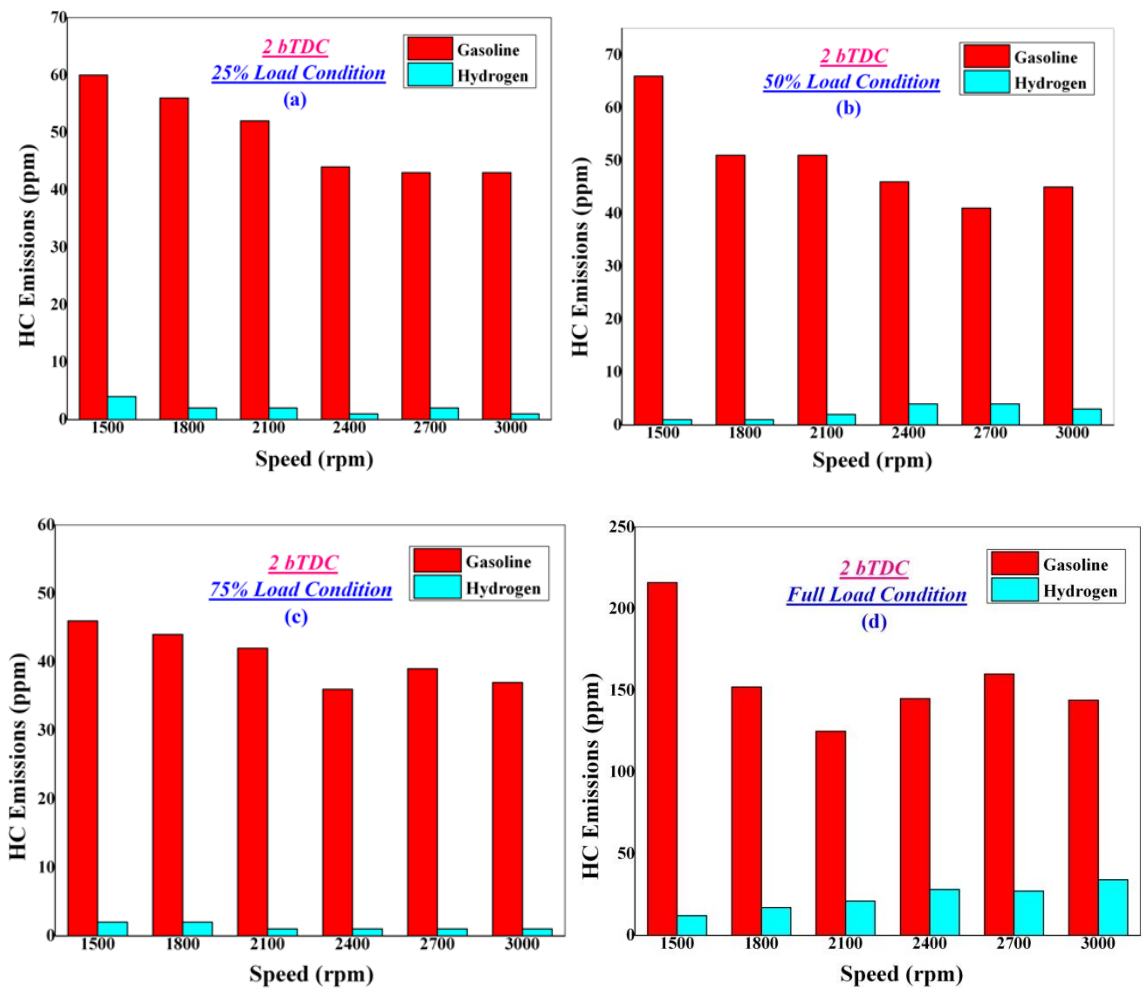 70
60
50
40
30
20
10
0
HC Emissions (ppm)
2 bTDC
25% Load Condition
(a)
Gasoline
Hydrogen
1500 1800 2100 2400 2700 3000
Speed (rpm)
70
60
50
40
30
20
10
0
HC Emissions (ppm)
2 bTDC
50% Load Condition
(b)
Gasoline
Hydrogen
1500 1800 2100 2400 2700 3000
Speed (rpm)
60
50
40
30
20
10
0
HC Emissions (ppm)
2 bTDC
75% Load Condition
(c)
Gasoline
Hydrogen
1500 1800 2100 2400 2700 3000
Speed (rpm)
250
200
150
100
50
0
HC Emissions (ppm)
2 bTDC
Full Load Condition
(d)
Gasoline
Hydrogen
1500 1800 2100 2400 2700 3000
Speed (rpm)